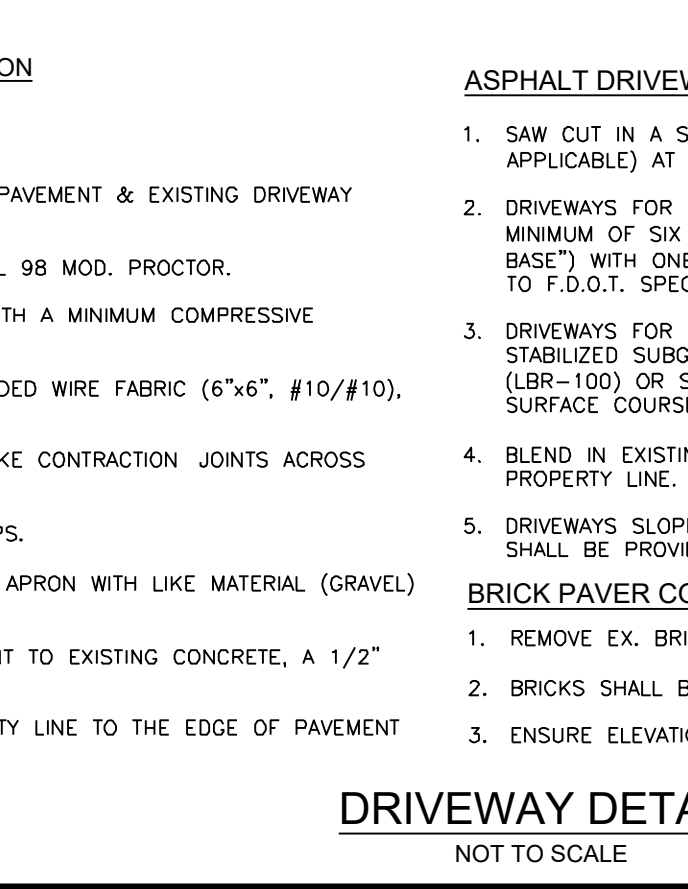 ON
PAVEMENT & EXISTING DRIVEWAY
98 MOD. PROCTOR.
TH A MINIMUM COMPRESSIVE
DED WIRE FABRIC (6"x6", #10/#10),
KE CONTRACTION JOINTS ACROSS
PS.
APRON WITH LIKE MATERIAL (GRAVEL)
NT TO EXISTING CONCRETE, A 1/2"
TY LINE TO THE EDGE OF PAVEMENT
ASPHALT DRIVEW
1. SAW CUT IN A S
APPLICABLE) AT
2. DRIVEWAYS FOR
MINIMUM OF SIX
BASE") WITH ONE
TO F.D.O.T. SPEC
3. DRIVEWAYS FOR
STABILIZED SUBG
(LBR-100) OR S
SURFACE COURSE
4. BLEND IN EXISTIN
PROPERTY LINE.
5. DRIVEWAYS SLOP
SHALL BE PROVI
BRICK PAVER CO
1. REMOVE EX. BRI
2. BRICKS SHALL B
3. ENSURE ELEVATI
DRIVEWAY DETA
NOT TO SCALE